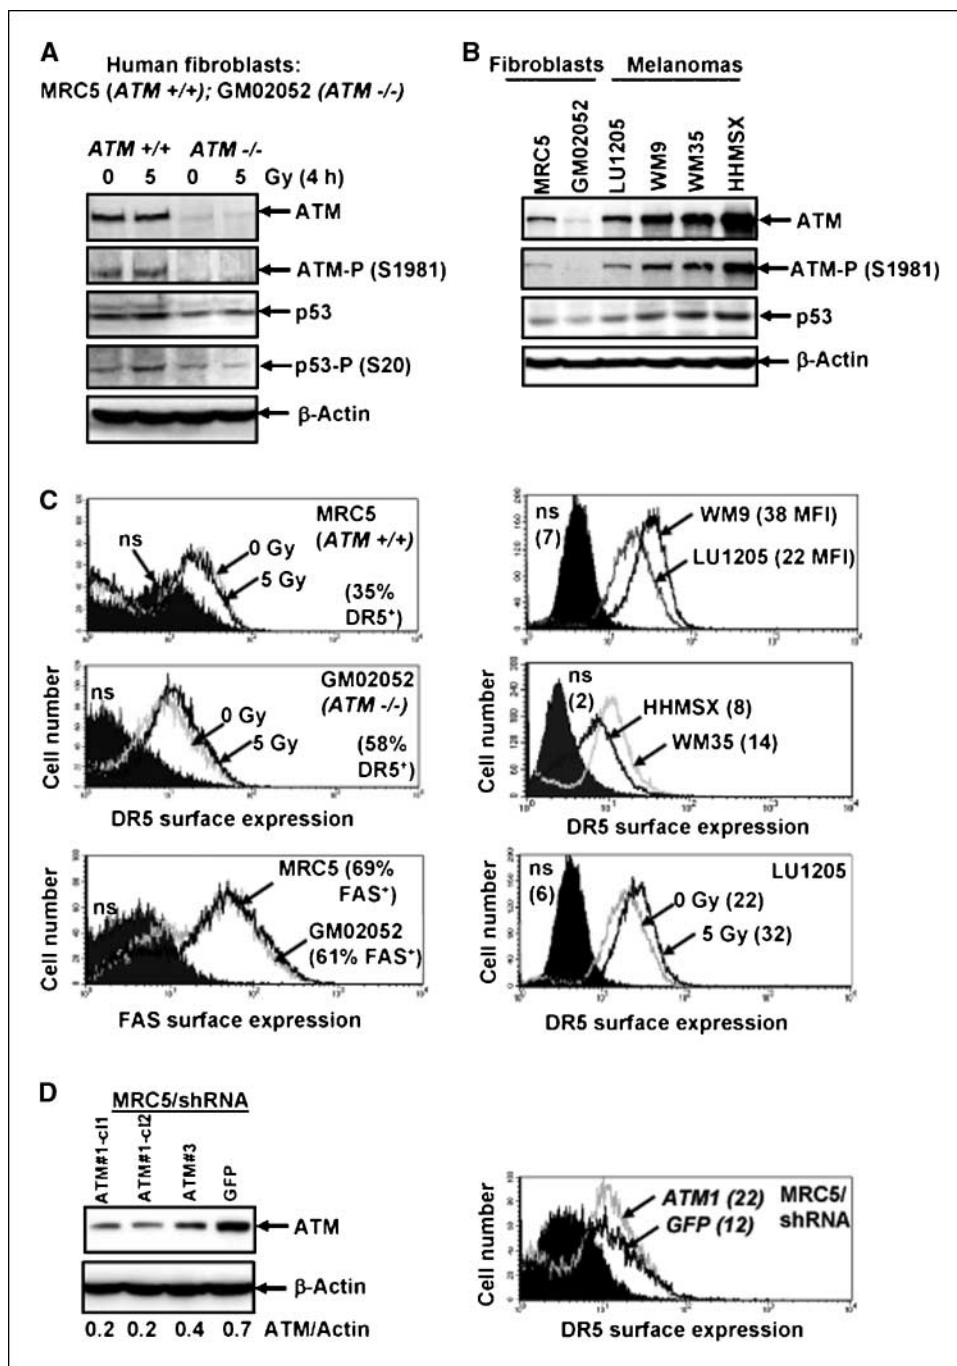 A
Human fibroblasts:
MRC5 (ATM +/+); GM02052 (ATM -/-)
ATM +/+ ATM -/-
0 5 0 5 Gy (4 h)
ATM
ATM-P (S1981)
p53
p53-P (S20)
β-Actin
B
Fibroblasts Melanomas
MRC5
GM02052
LU1205
WM9
WM35
HHMSX
ATM
ATM-P (S1981)
p53
β-Actin
C
MRC5
(ATM +/+)
ns
0 Gy
5 Gy
(35%
DR5+)
Cell number
GM02052
(ATM -/-)
ns
0 Gy
5 Gy
(58%
DR5+)
DR5 surface expression
Cell number
ns
MRC5 (69%
FAS+)
GM02052
(61% FAS+)
FAS surface expression
ns
(7)
WM9 (38 MFI)
LU1205 (22 MFI)
Cell number
ns
(2)
HHMSX (8)
WM35 (14)
DR5 surface expression
Cell number
ns
(6)
LU1205
0 Gy (22)
5 Gy (32)
DR5 surface expression
D
MRC5/shRNA
ATM#1-cl1
ATM#1-cl2
ATM#3
GFP
ATM
β-Actin
0.2 0.2 0.4 0.7 ATM/Actin
Cell number
ATM1 (22)
GFP (12)
MRC5/
shRNA
DR5 surface expression